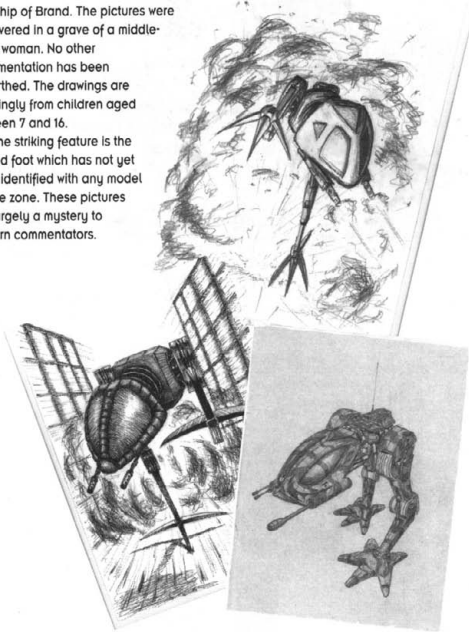 hip of Brand. The pictures were
vered in a grave of a middle-
woman. No other
mentation has been
rthed. The drawings are
ingly from children aged
een 7 and 16.
ne striking feature is the
d foot which has not yet
identified with any model
e zone. These pictures
argely a mystery to
rn commentators.